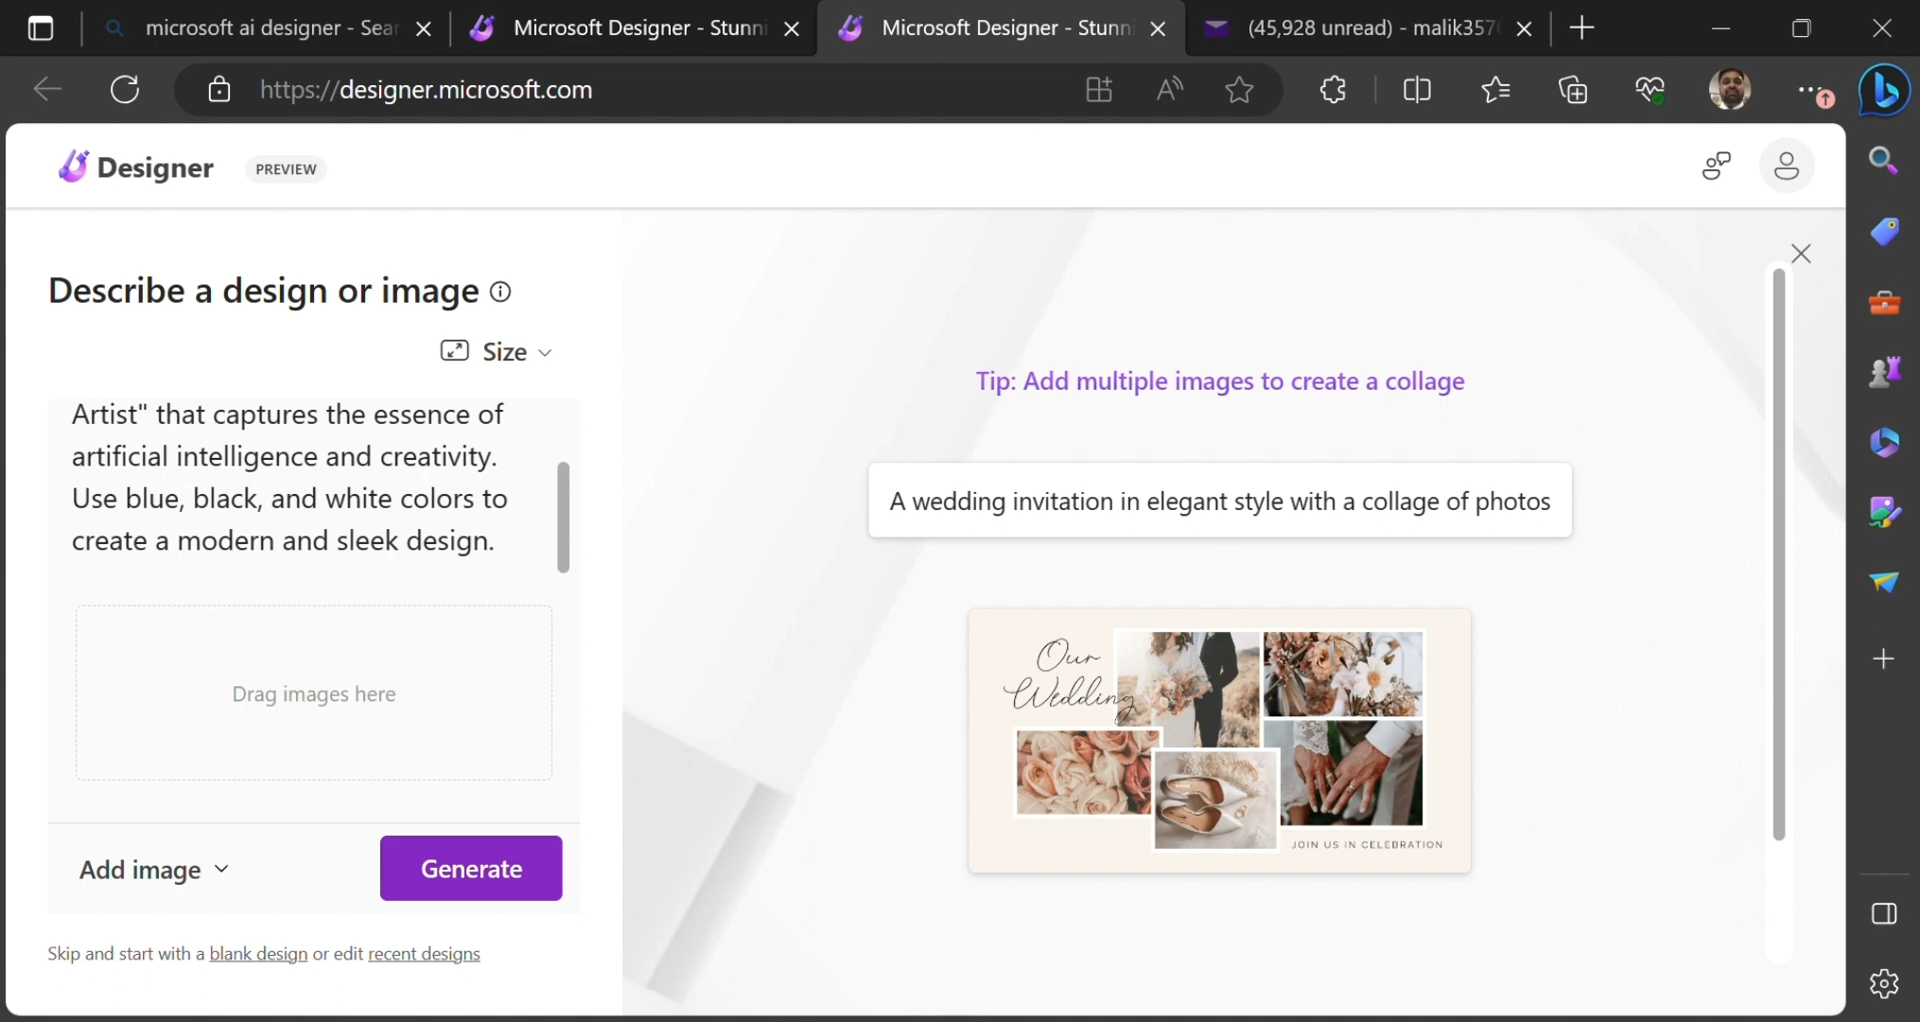 microsoft ai designer - Sear
Microsoft Designer - Stunni
Microsoft Designer - Stunn
(45,928 unread) - malik357
https://designer.microsoft.com
Designer
PREVIEW
Describe a design or image
Size
Artist" that captures the essence of
artificial intelligence and creativity.
Use blue, black, and white colors to
create a modern and sleek design.
Drag images here
Add image
Generate
Skip and start with a blank design or edit recent designs
Tip: Add multiple images to create a collage
A wedding invitation in elegant style with a collage of photos
Our
Wedding
JOIN US IN CELEBRATION